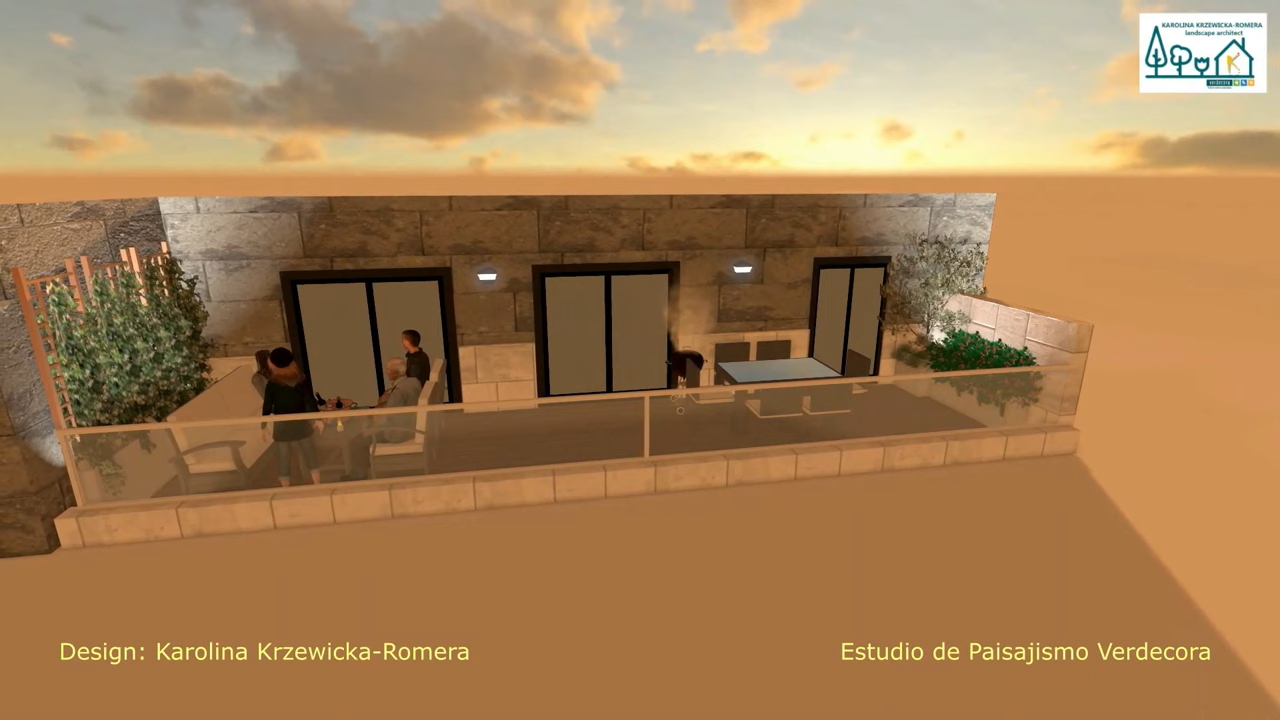 KAROLINA KRZEWICKA-ROMERA
landscape architect
Design: Karolina Krzewicka-Romera
Estudio de Paisajismo Verdecora